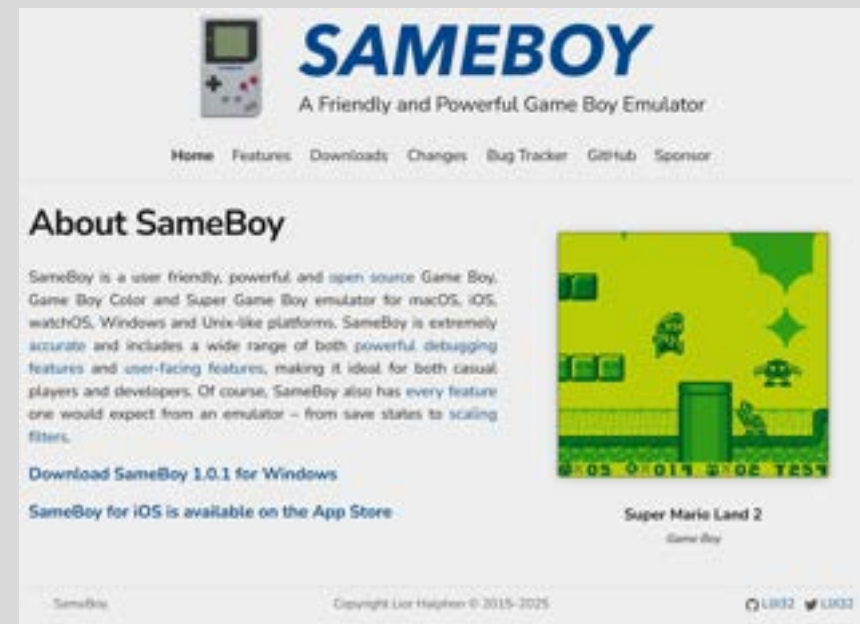 SAMEBOY
A Friendly and Powerful Game Boy Emulator
Home Features Downloads Changes Bug Tracker GitHub Sponsor
About SameBoy
SameBoy is a user friendly, powerful and open source Game Boy,
Game Boy Color and Super Game Boy emulator for macOS, iOS,
watchOS, Windows and Unix-like platforms. SameBoy is extremely
accurate and includes a wide range of both powerful debugging
features and user-facing features, making it ideal for both casual
players and developers. Of course, SameBoy also has every feature
one would expect from an emulator – from save states to scaling
filters.
Download SameBoy 1.0.1 for Windows
SameBoy for iOS is available on the App Store
×05 ×019 ×02 T259
Super Mario Land 2
Game Boy
SameBoy Copyright Lior Halphon © 2015–2025 LIJI32 LIJI32